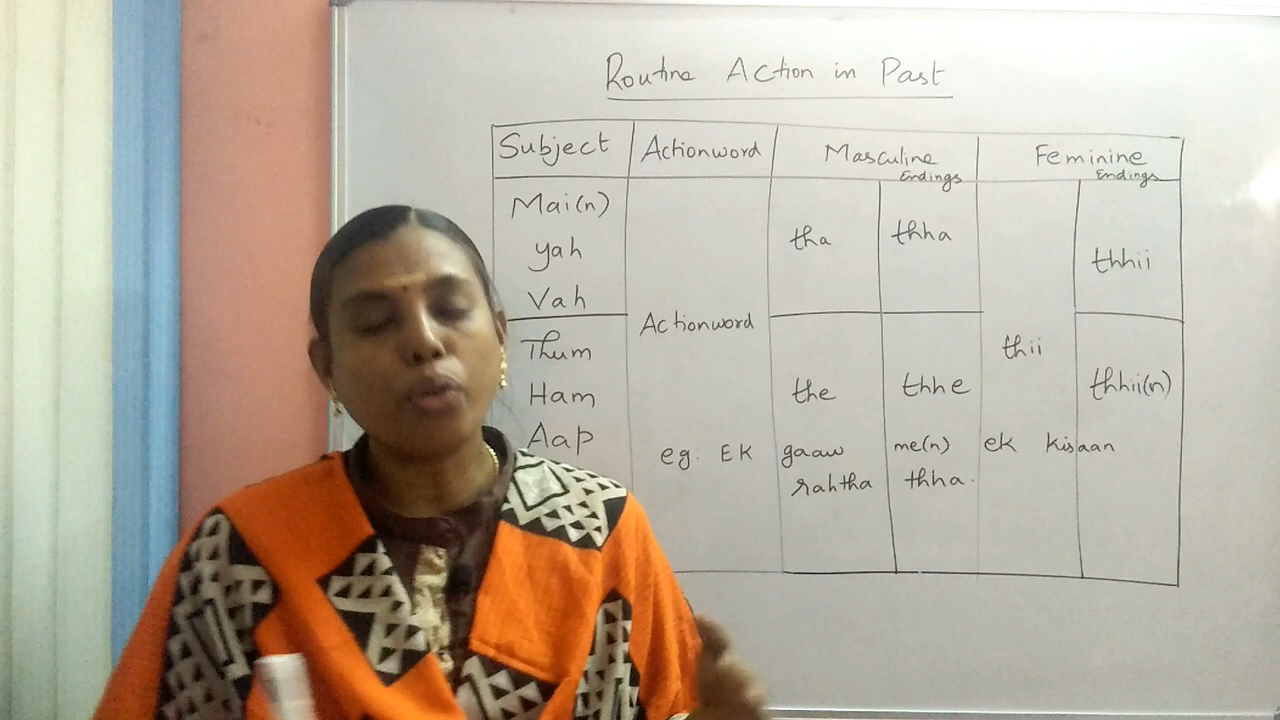 Routine Action in Past
Subject Actionword Masculine Endings Feminine Endings
Mai(n)
yah tha thha thhii
Vah
Actionword
Thum thii
Ham the thhe thhii(n)
Aap
eg. EK gaaw me(n) ek kisaan
rahtha thha.